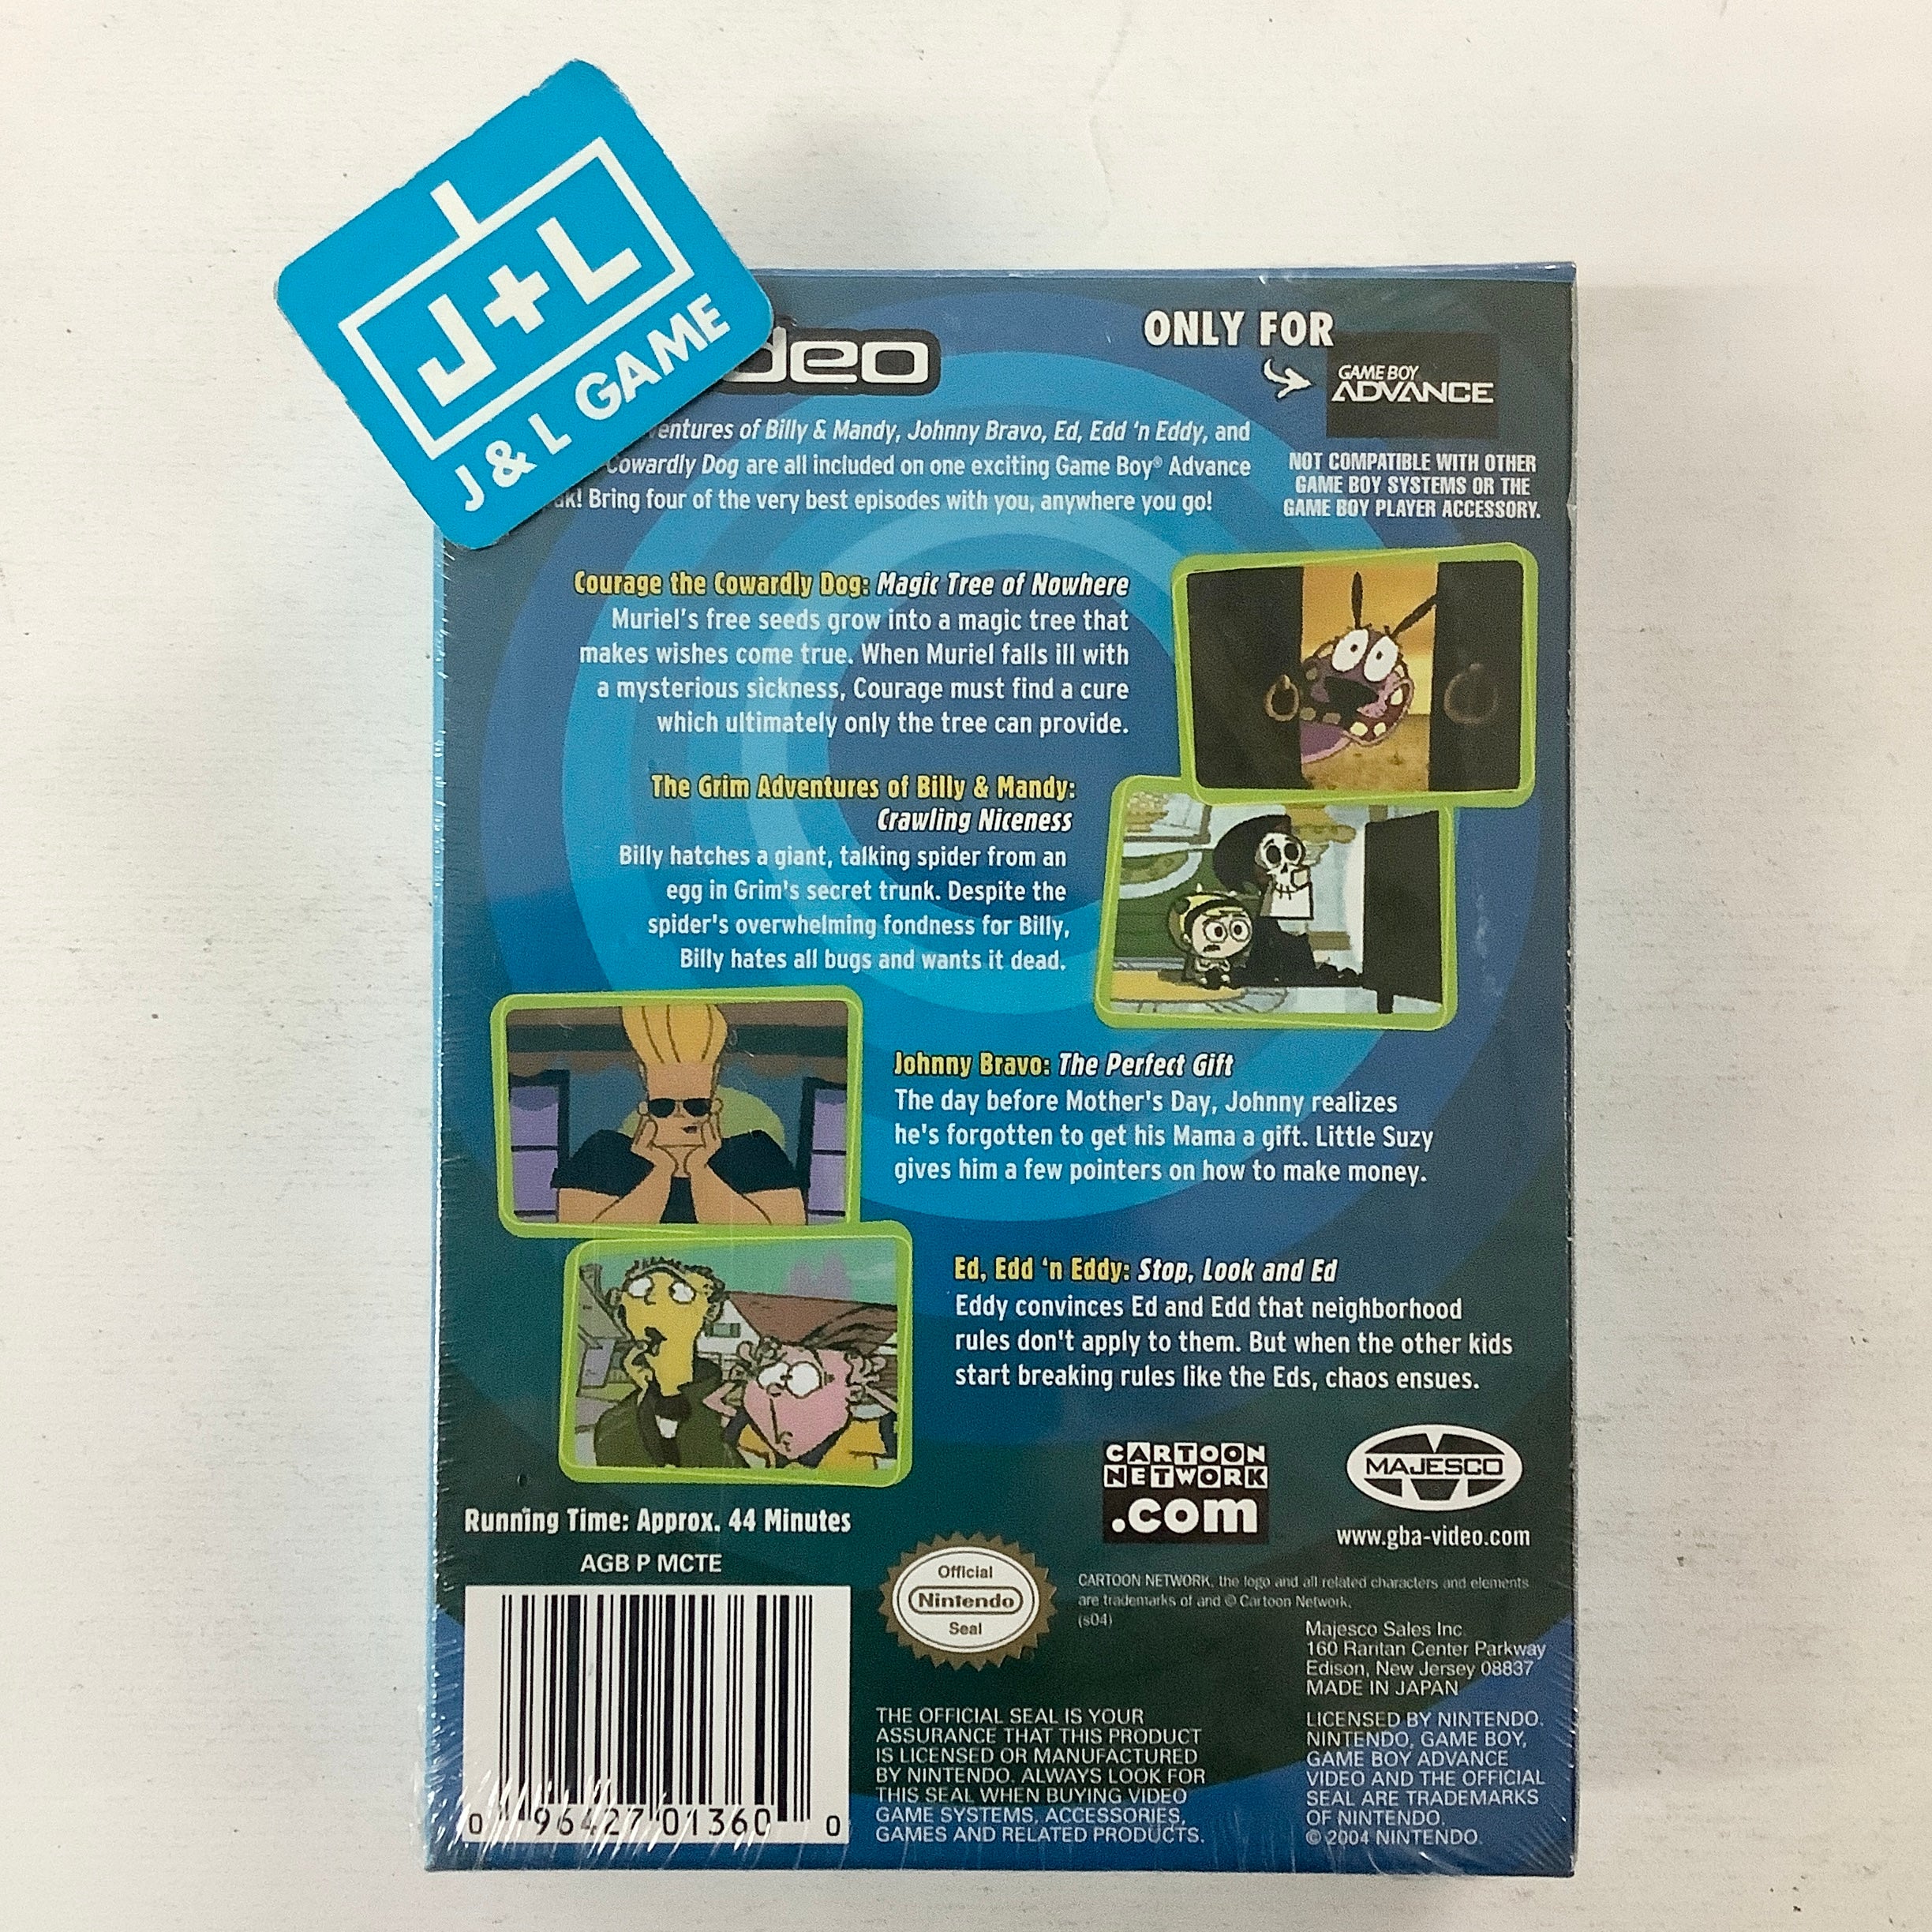 J+L
J & L GAME
deo
ONLY FOR
GAME BOY
ADVANCE
NOT COMPATIBLE WITH OTHER
GAME BOY SYSTEMS OR THE
GAME BOY PLAYER ACCESSORY.
ventures of Billy & Mandy, Johnny Bravo, Ed, Edd 'n Eddy, and
Cowardly Dog are all included on one exciting Game Boy® Advance
ak! Bring four of the very best episodes with you, anywhere you go!
Courage the Cowardly Dog: Magic Tree of Nowhere
Muriel's free seeds grow into a magic tree that
makes wishes come true. When Muriel falls ill with
a mysterious sickness, Courage must find a cure
which ultimately only the tree can provide.
The Grim Adventures of Billy & Mandy:
Crawling Niceness
Billy hatches a giant, talking spider from an
egg in Grim's secret trunk. Despite the
spider's overwhelming fondness for Billy,
Billy hates all bugs and wants it dead.
Johnny Bravo: The Perfect Gift
The day before Mother's Day, Johnny realizes
he's forgotten to get his Mama a gift. Little Suzy
gives him a few pointers on how to make money.
Ed, Edd 'n Eddy: Stop, Look and Ed
Eddy convinces Ed and Edd that neighborhood
rules don't apply to them. But when the other kids
start breaking rules like the Eds, chaos ensues.
CARTOON
NETWORK
.com
MAJESCO
www.gba-video.com
Running Time: Approx. 44 Minutes
AGB P MCTE
0 96427 01360 0
Official
Nintendo
Seal
CARTOON NETWORK, the logo and all related characters and elements
are trademarks of and © Cartoon Network.
(s04)
Majesco Sales Inc.
160 Raritan Center Parkway
Edison, New Jersey 08837
MADE IN JAPAN
THE OFFICIAL SEAL IS YOUR
ASSURANCE THAT THIS PRODUCT
IS LICENSED OR MANUFACTURED
BY NINTENDO. ALWAYS LOOK FOR
THIS SEAL WHEN BUYING VIDEO
GAME SYSTEMS, ACCESSORIES,
GAMES AND RELATED PRODUCTS.
LICENSED BY NINTENDO.
NINTENDO, GAME BOY,
GAME BOY ADVANCE
VIDEO AND THE OFFICIAL
SEAL ARE TRADEMARKS
OF NINTENDO.
© 2004 NINTENDO.